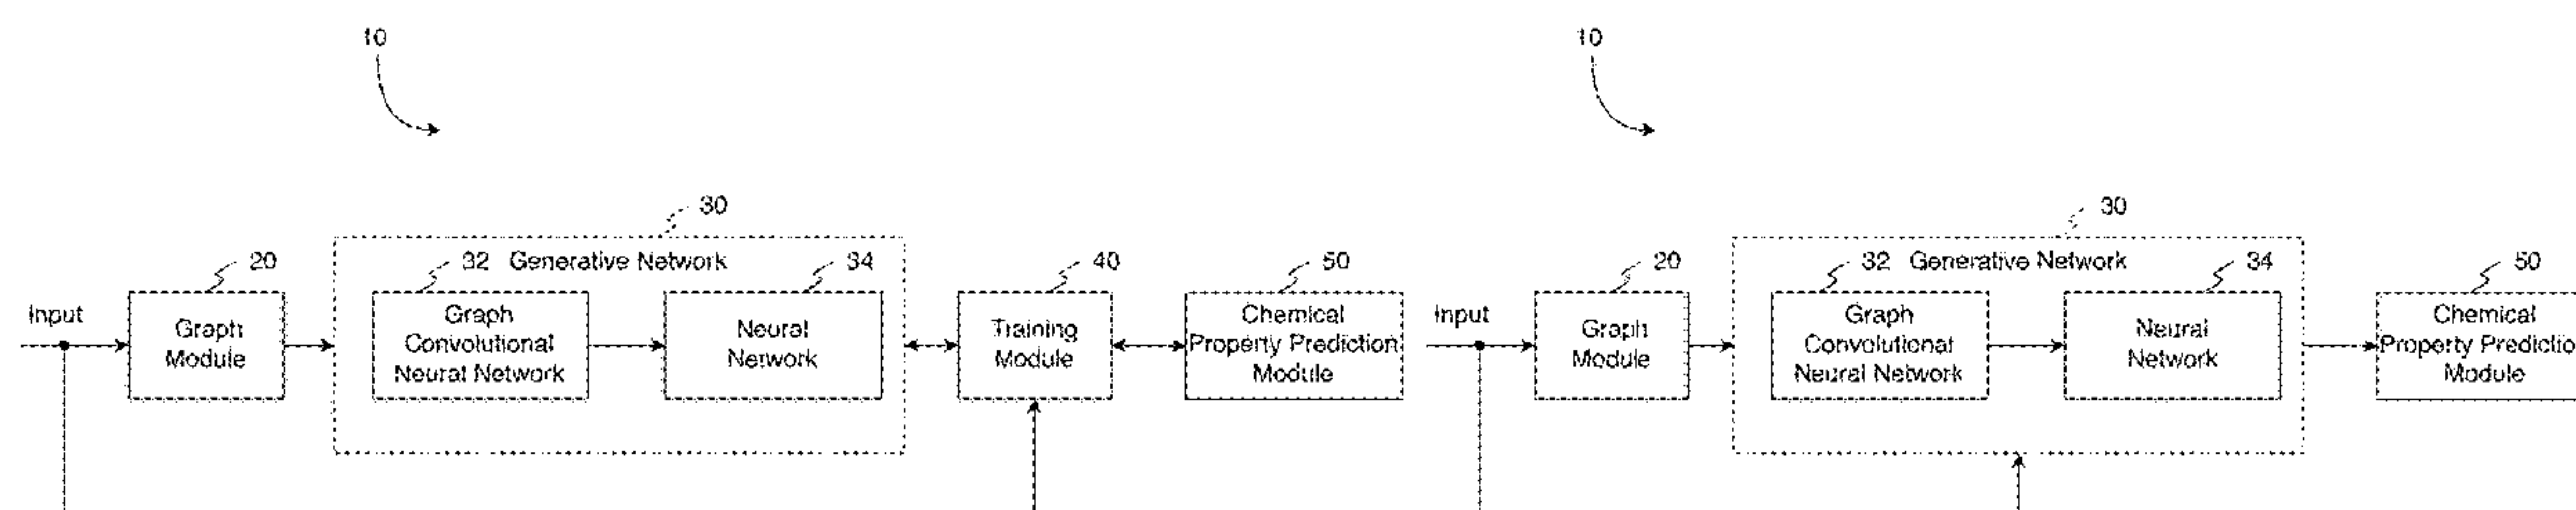 10
30
20
32 Generative Network
34
40
50
Input
Graph
Module
Graph
Convolutional
Neural Network
Neural
Network
Training
Module
Chemical
Property Prediction
Module
10
30
20
32 Generative Network
34
50
Input
Graph
Module
Graph
Convolutional
Neural Network
Neural
Network
Chemical
Property Predictio
Module